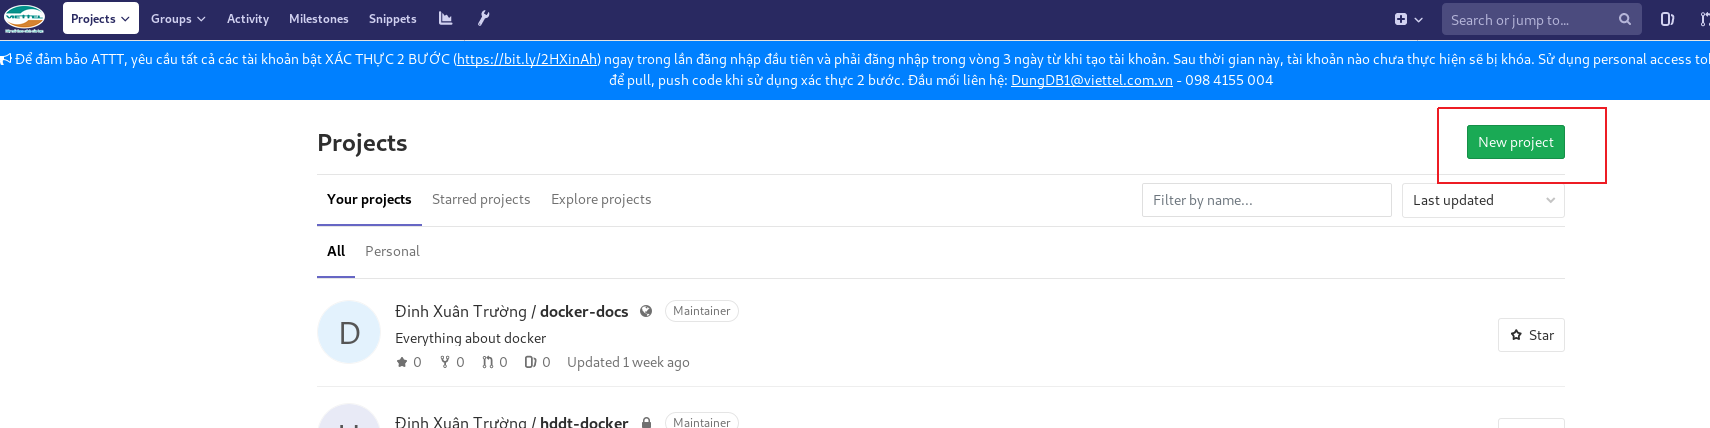 VIETTEL
Projects Groups Activity Milestones Snippets Search or jump to...
Để đảm bảo ATTT, yêu cầu tất cả các tài khoản bật XÁC THỰC 2 BƯỚC (https://bit.ly/2HXinAh) ngay trong lần đăng nhập đầu tiên và phải đăng nhập trong vòng 3 ngày từ khi tạo tài khoản. Sau thời gian này, tài khoản nào chưa thực hiện sẽ bị khóa. Sử dụng personal access
để pull, push code khi sử dụng xác thực 2 bước. Đầu mối liên hệ: DungDB1@viettel.com.vn - 098 4155 004
Projects
New project
Your projects Starred projects Explore projects Filter by name... Last updated
All Personal
D
Đinh Xuân Trường / docker-docs Maintainer
Everything about docker
Star
0 0 0 0 Updated 1 week ago
Đinh Xuân Trường / hddt-docker Maintainer